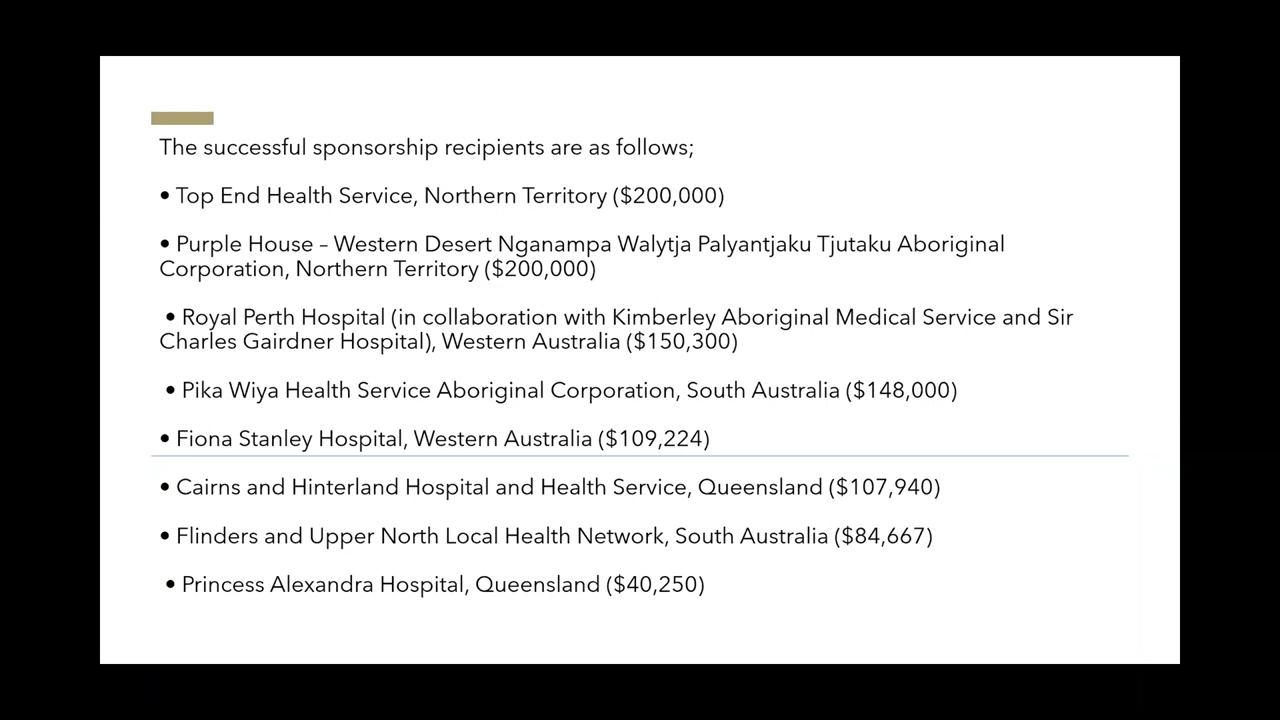 The successful sponsorship recipients are as follows;
• Top End Health Service, Northern Territory ($200,000)
• Purple House – Western Desert Nganampa Walytja Palyantjaku Tjutaku Aboriginal
Corporation, Northern Territory ($200,000)
• Royal Perth Hospital (in collaboration with Kimberley Aboriginal Medical Service and Sir
Charles Gairdner Hospital), Western Australia ($150,300)
• Pika Wiya Health Service Aboriginal Corporation, South Australia ($148,000)
• Fiona Stanley Hospital, Western Australia ($109,224)
• Cairns and Hinterland Hospital and Health Service, Queensland ($107,940)
• Flinders and Upper North Local Health Network, South Australia ($84,667)
• Princess Alexandra Hospital, Queensland ($40,250)